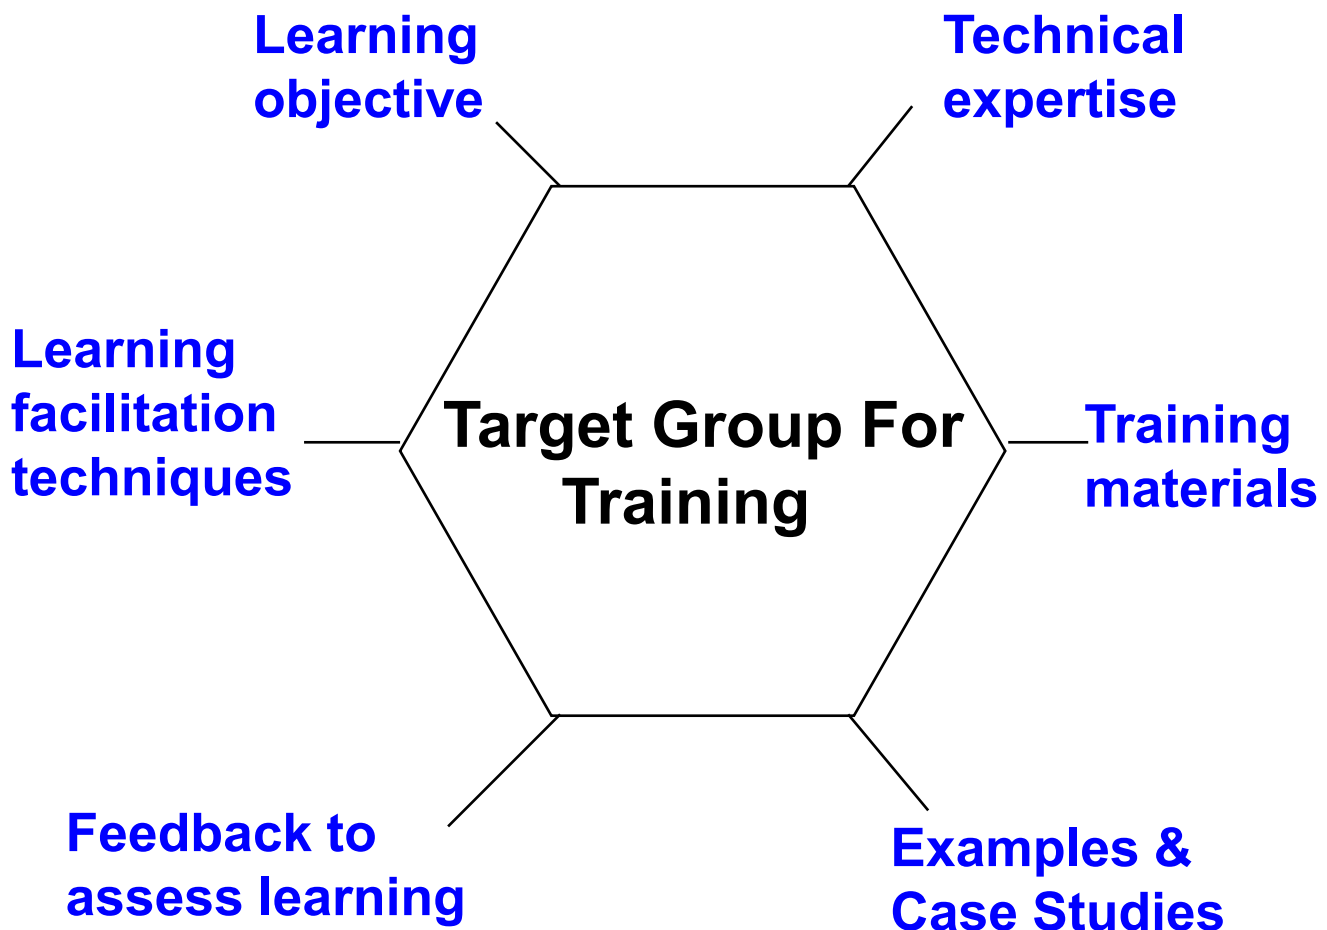 Learning
objective
Technical
expertise
Learning
facilitation
techniques
Target Group For
Training
Training
materials
Feedback to
assess learning
Examples &
Case Studies